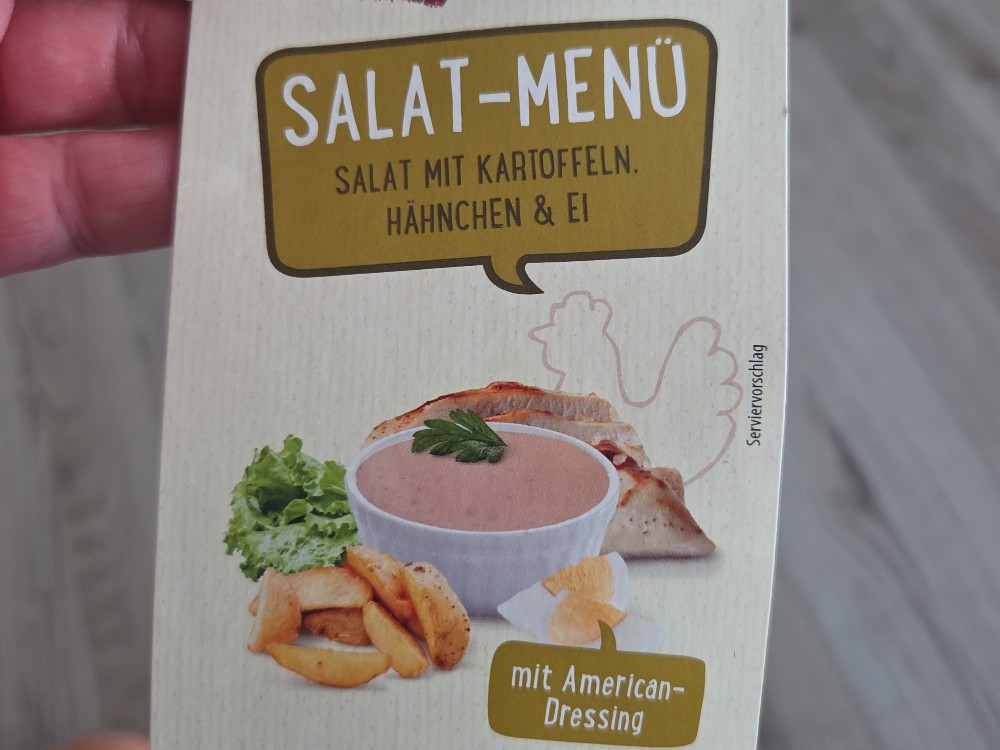 SALAT-MENÜ
SALAT MIT KARTOFFELN,
HÄHNCHEN & EI
Serviervorschlag
mit American-
Dressing